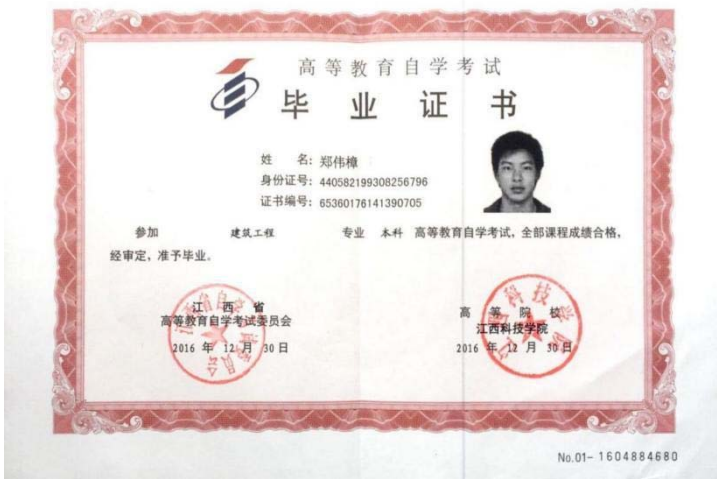 高等教育自学考试
毕业证书
姓 名: 郑伟樟
身份证号: 440582199308256796
证书编号: 65360176141390705
参加 建筑工程 专业 本科 高等教育自学考试, 全部课程成绩合格,
经审定, 准予毕业。
江西省
高等教育自学考试委员会
2016 年 12 月 30 日
高等院校
江西科技学院
2016 年 12 月 30 日
No.01- 1604884680